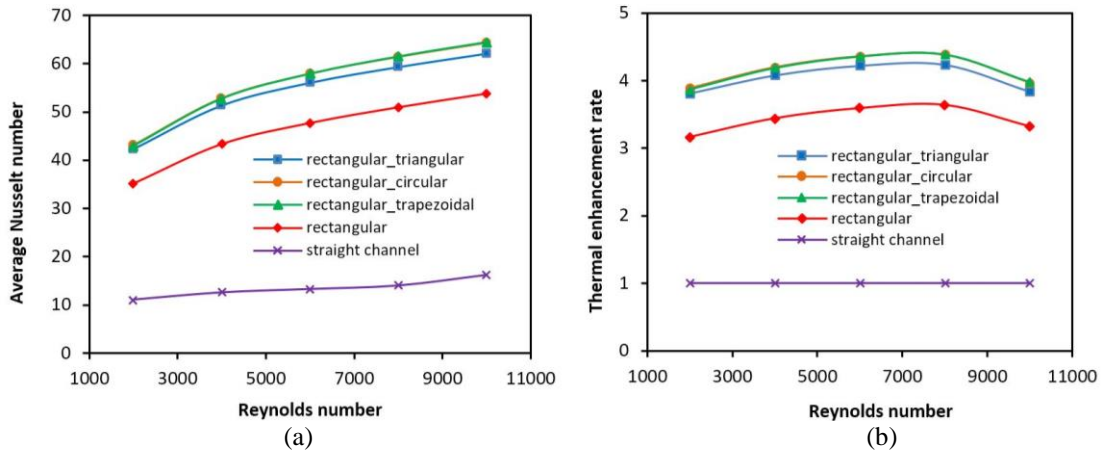 70
60
50
40
30
20
10
0
Average Nusselt number
rectangular_triangular
rectangular_circular
rectangular_trapezoidal
rectangular
straight channel
1000 3000 5000 7000 9000 11000
Reynolds number
(a)
5
4
3
2
1
0
Thermal enhancement rate
rectangular_triangular
rectangular_circular
rectangular_trapezoidal
rectangular
straight channel
1000 3000 5000 7000 9000 11000
Reynolds number
(b)